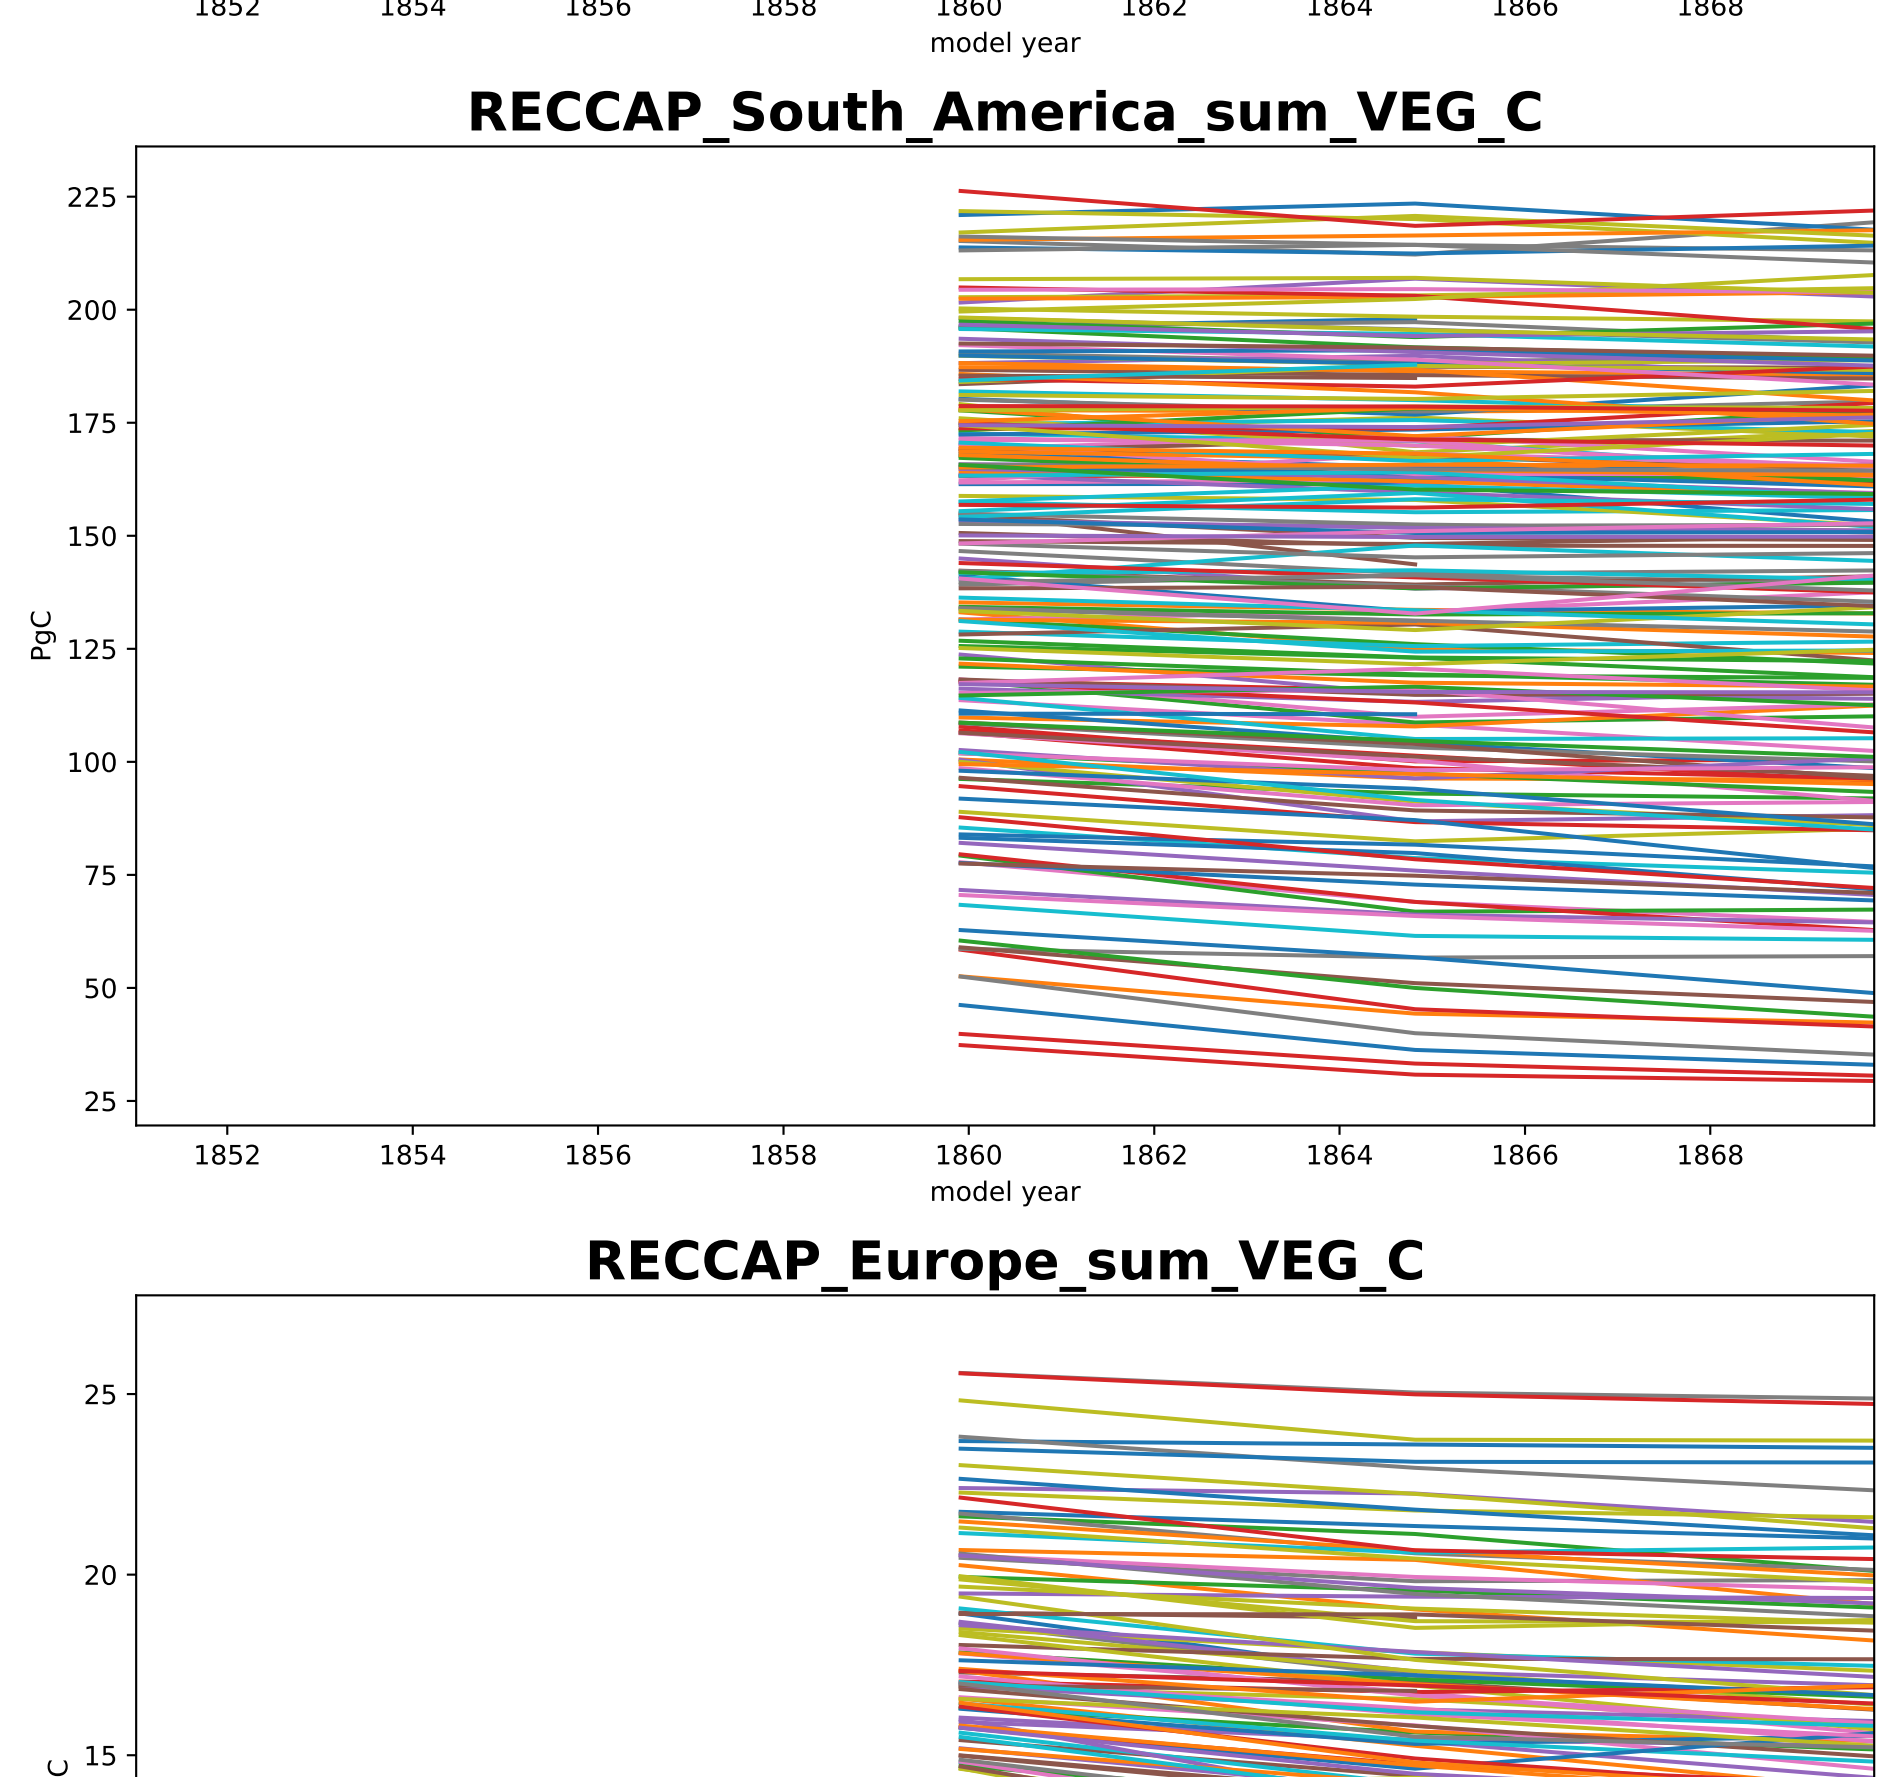 1852 1854 1856 1858 1860 1862 1864 1866 1868
model year
RECCAP_South_America_sum_VEG_C
225
200
175
150
125
100
75
50
25
PgC
1852 1854 1856 1858 1860 1862 1864 1866 1868
model year
RECCAP_Europe_sum_VEG_C
25
20
15
C